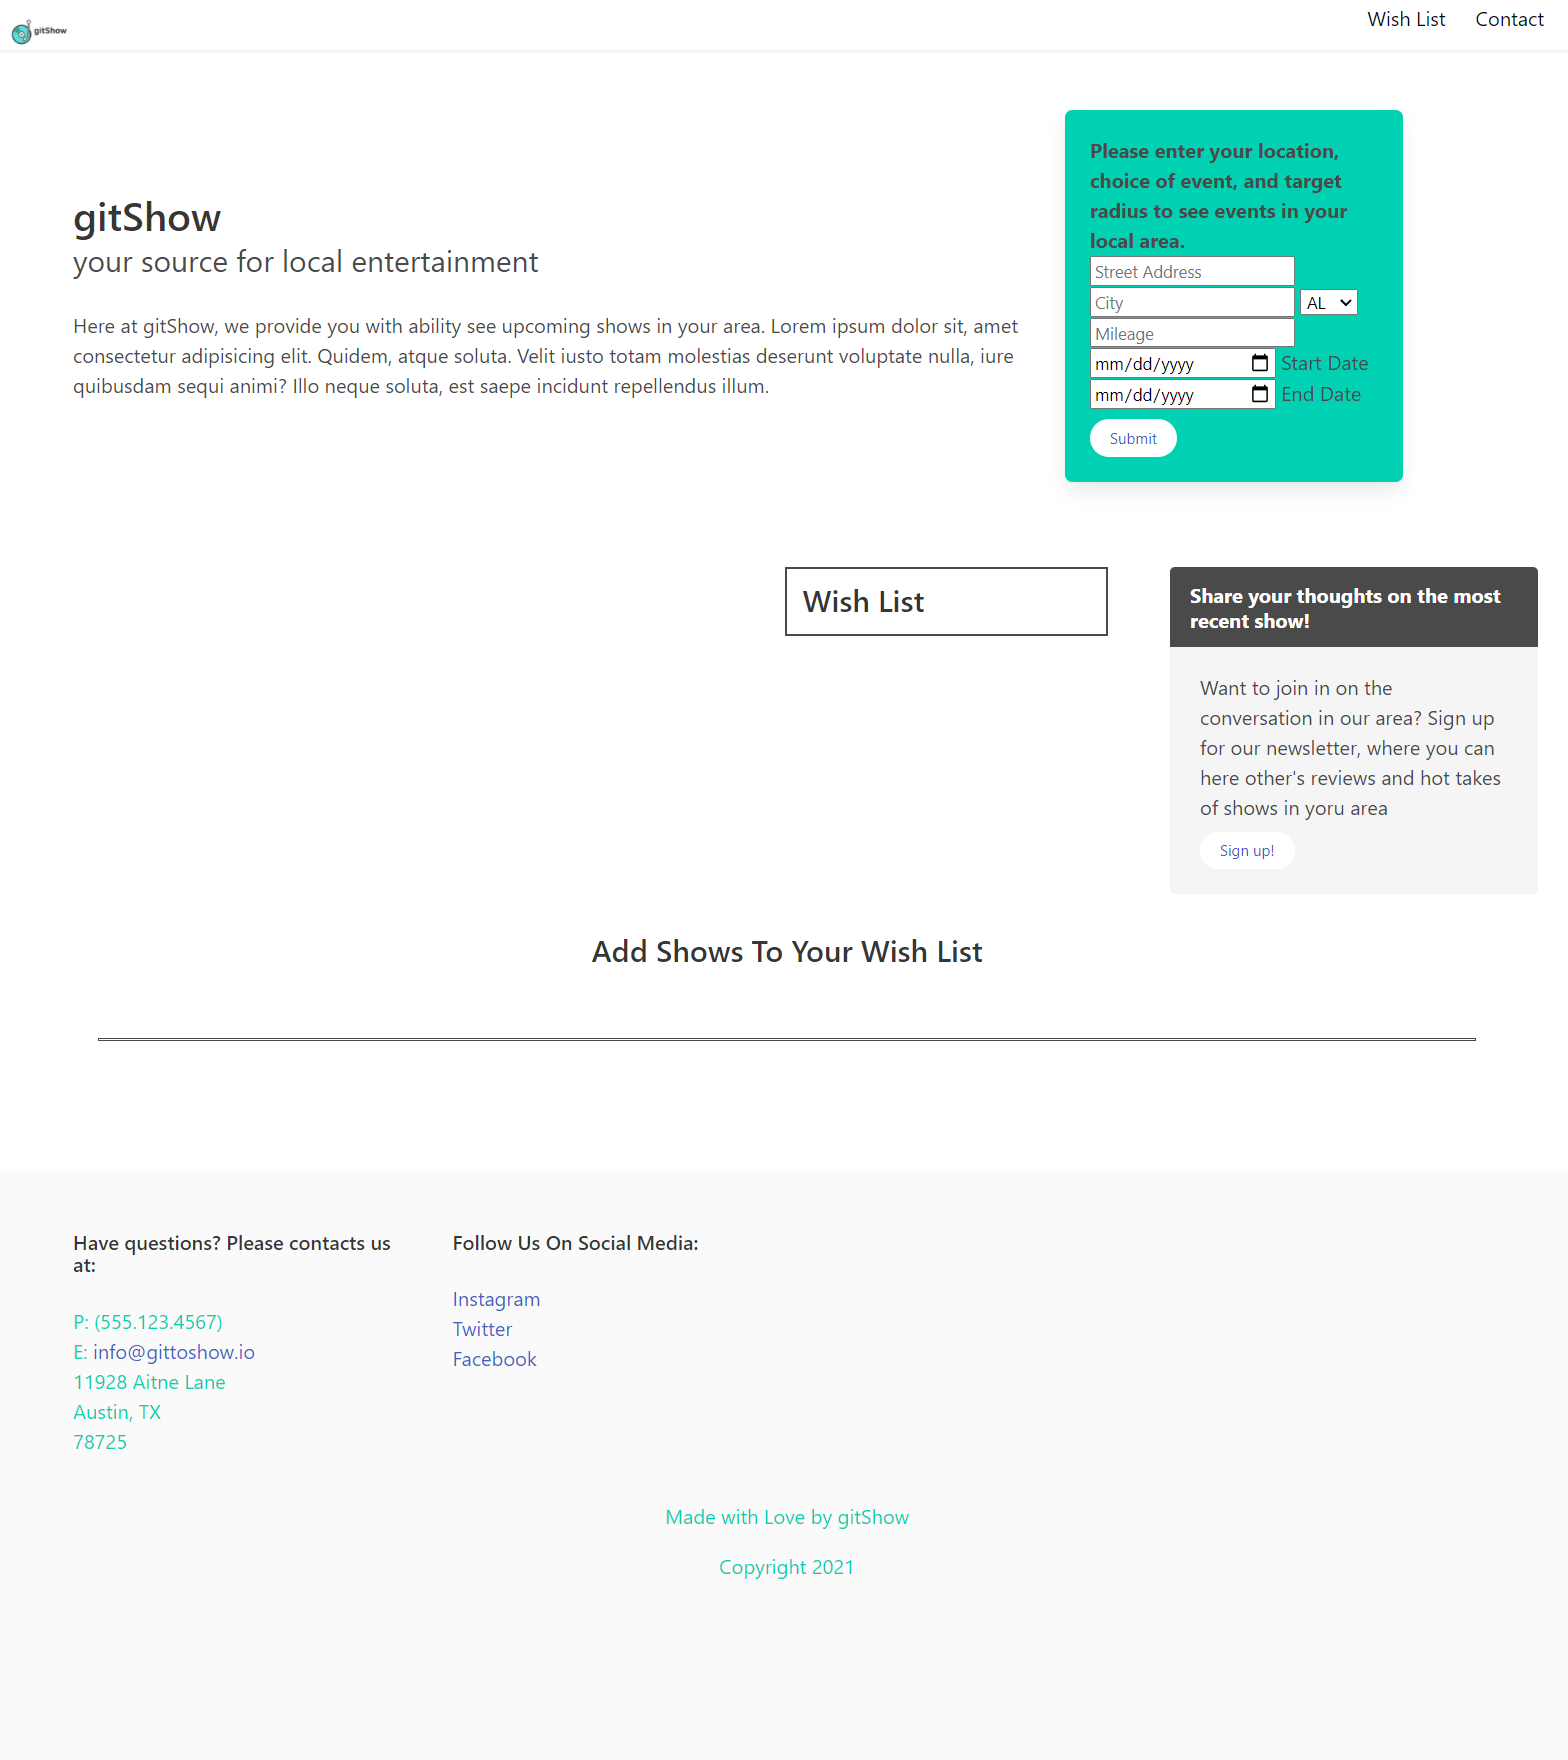 gitShow
Wish List
Contact
gitShow
your source for local entertainment
Here at gitShow, we provide you with ability see upcoming shows in your area. Lorem ipsum dolor sit, amet
consectetur adipisicing elit. Quidem, atque soluta. Velit iusto totam molestias deserunt voluptate nulla, iure
quibusdam sequi animi? Illo neque soluta, est saepe incidunt repellendus illum.
Please enter your location,
choice of event, and target
radius to see events in your
local area.
Street Address
City
AL
Mileage
mm/dd/yyyy Start Date
mm/dd/yyyy End Date
Submit
Wish List
Share your thoughts on the most
recent show!
Want to join in on the
conversation in our area? Sign up
for our newsletter, where you can
here other's reviews and hot takes
of shows in yoru area
Sign up!
Add Shows To Your Wish List
Have questions? Please contacts us
at:
P: (555.123.4567)
E: info@gittoshow.io
11928 Aitne Lane
Austin, TX
78725
Follow Us On Social Media:
Instagram
Twitter
Facebook
Made with Love by gitShow
Copyright 2021